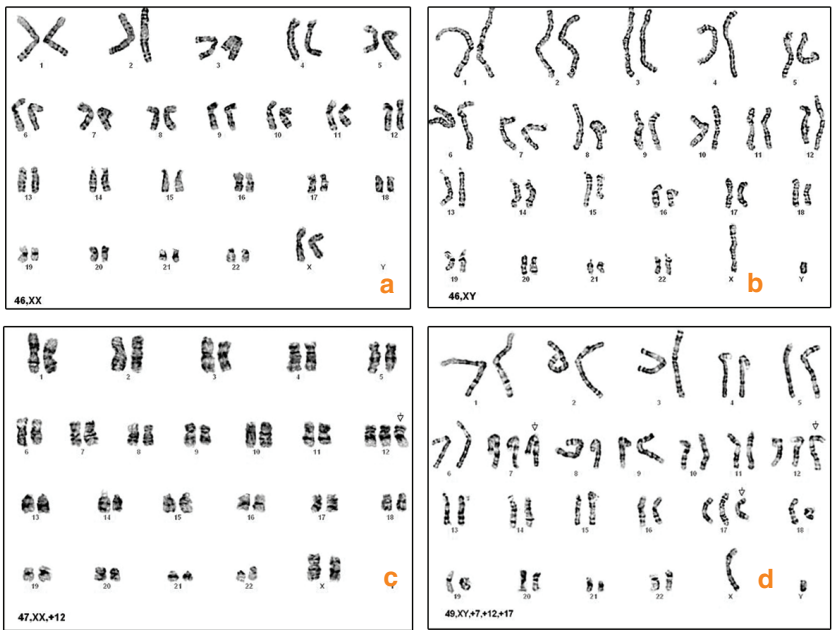 1 2 3 4 5
6 7 8 9 10 11 12
13 14 15 16 17 18
19 20 21 22 X Y
46,XX
a
1 2 3 4 5
6 7 8 9 10 11 12
13 14 15 16 17 18
19 20 21 22 X Y
46,XY
b
1 2 3 4 5
6 7 8 9 10 11 12
13 14 15 16 17 18
19 20 21 22 X Y
47,XX,+12
c
1 2 3 4 5
6 7 8 9 10 11 12
13 14 15 16 17 18
19 20 21 22 X Y
49,XY,+7,+12,+17
d